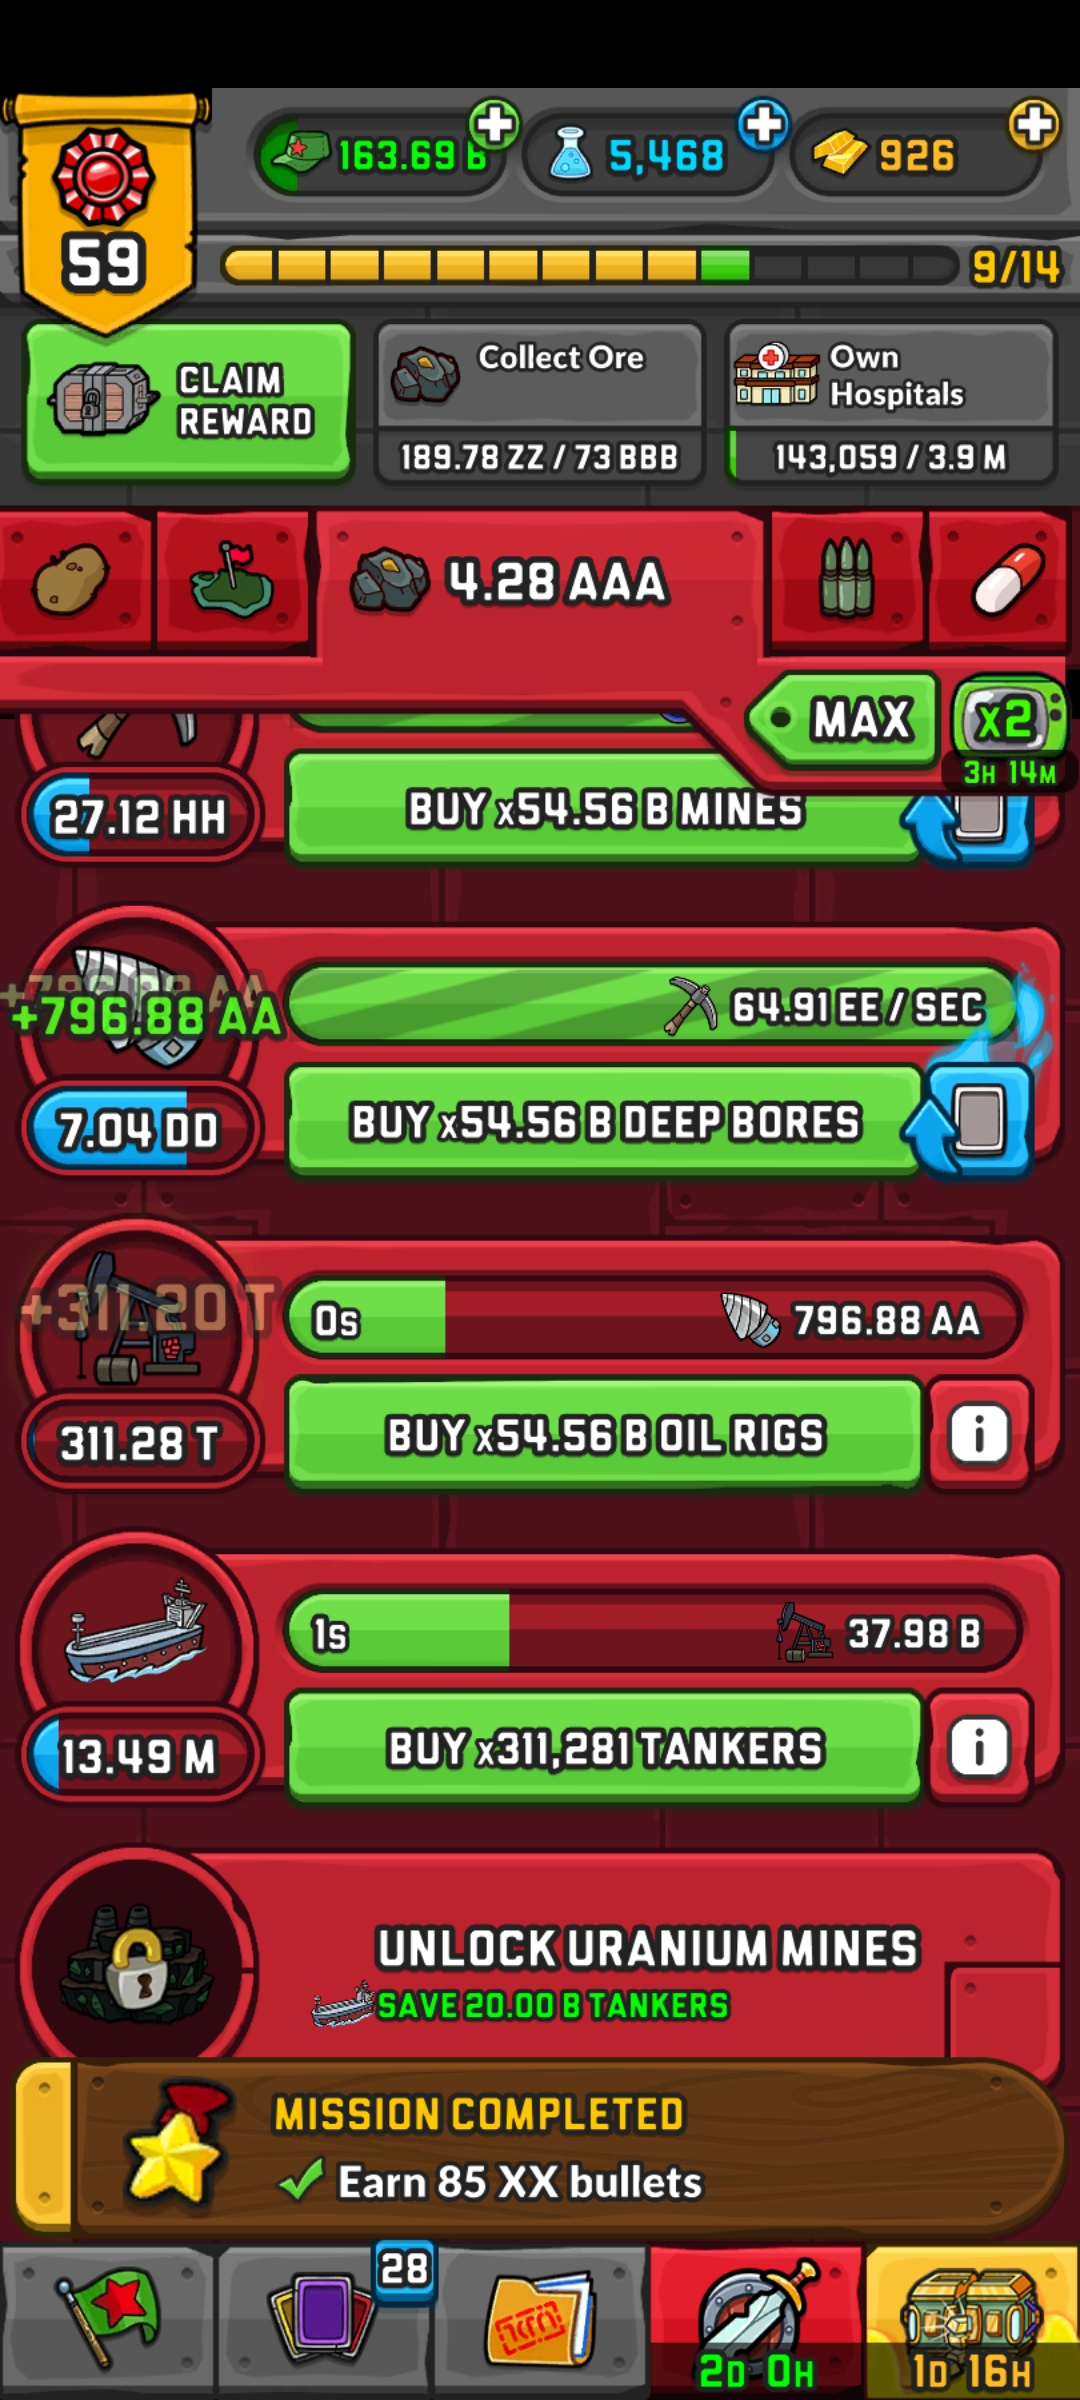 163.69 B
5,468
926
59
9/14
CLAIM
REWARD
Collect Ore
189.78 ZZ / 73 BBB
Own
Hospitals
143,059 / 3.9 M
4.28 AAA
MAX
x2
3H 14M
27.12 HH
BUY x54.56 B MINES
+796.88 AA
+796.88 AA
64.91 EE / SEC
7.04 DD
BUY x54.56 B DEEP BORES
+311.20 T
0s
796.88 AA
311.28 T
BUY x54.56 B OIL RIGS
i
1s
37.98 B
13.49 M
BUY x311,281 TANKERS
i
UNLOCK URANIUM MINES
SAVE 20.00 B TANKERS
MISSION COMPLETED
Earn 85 XX bullets
28
2D 0H
1D 16H